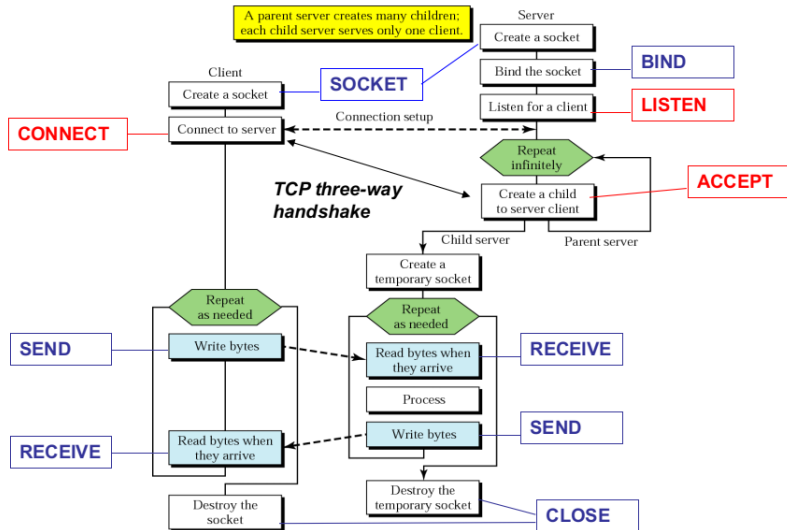 A parent server creates many children;
each child server serves only one client.
Server
Create a socket
Client
SOCKET
Bind the socket
BIND
Create a socket
Listen for a client
LISTEN
CONNECT
Connect to server
Connection setup
Repeat
infinitely
TCP three-way
handshake
Create a child
to server client
ACCEPT
Child server
Parent server
Create a
temporary socket
Repeat
as needed
Repeat
as needed
SEND
Write bytes
Read bytes when
they arrive
RECEIVE
Process
RECEIVE
Read bytes when
they arrive
Write bytes
SEND
Destroy the
socket
Destroy the
temporary socket
CLOSE